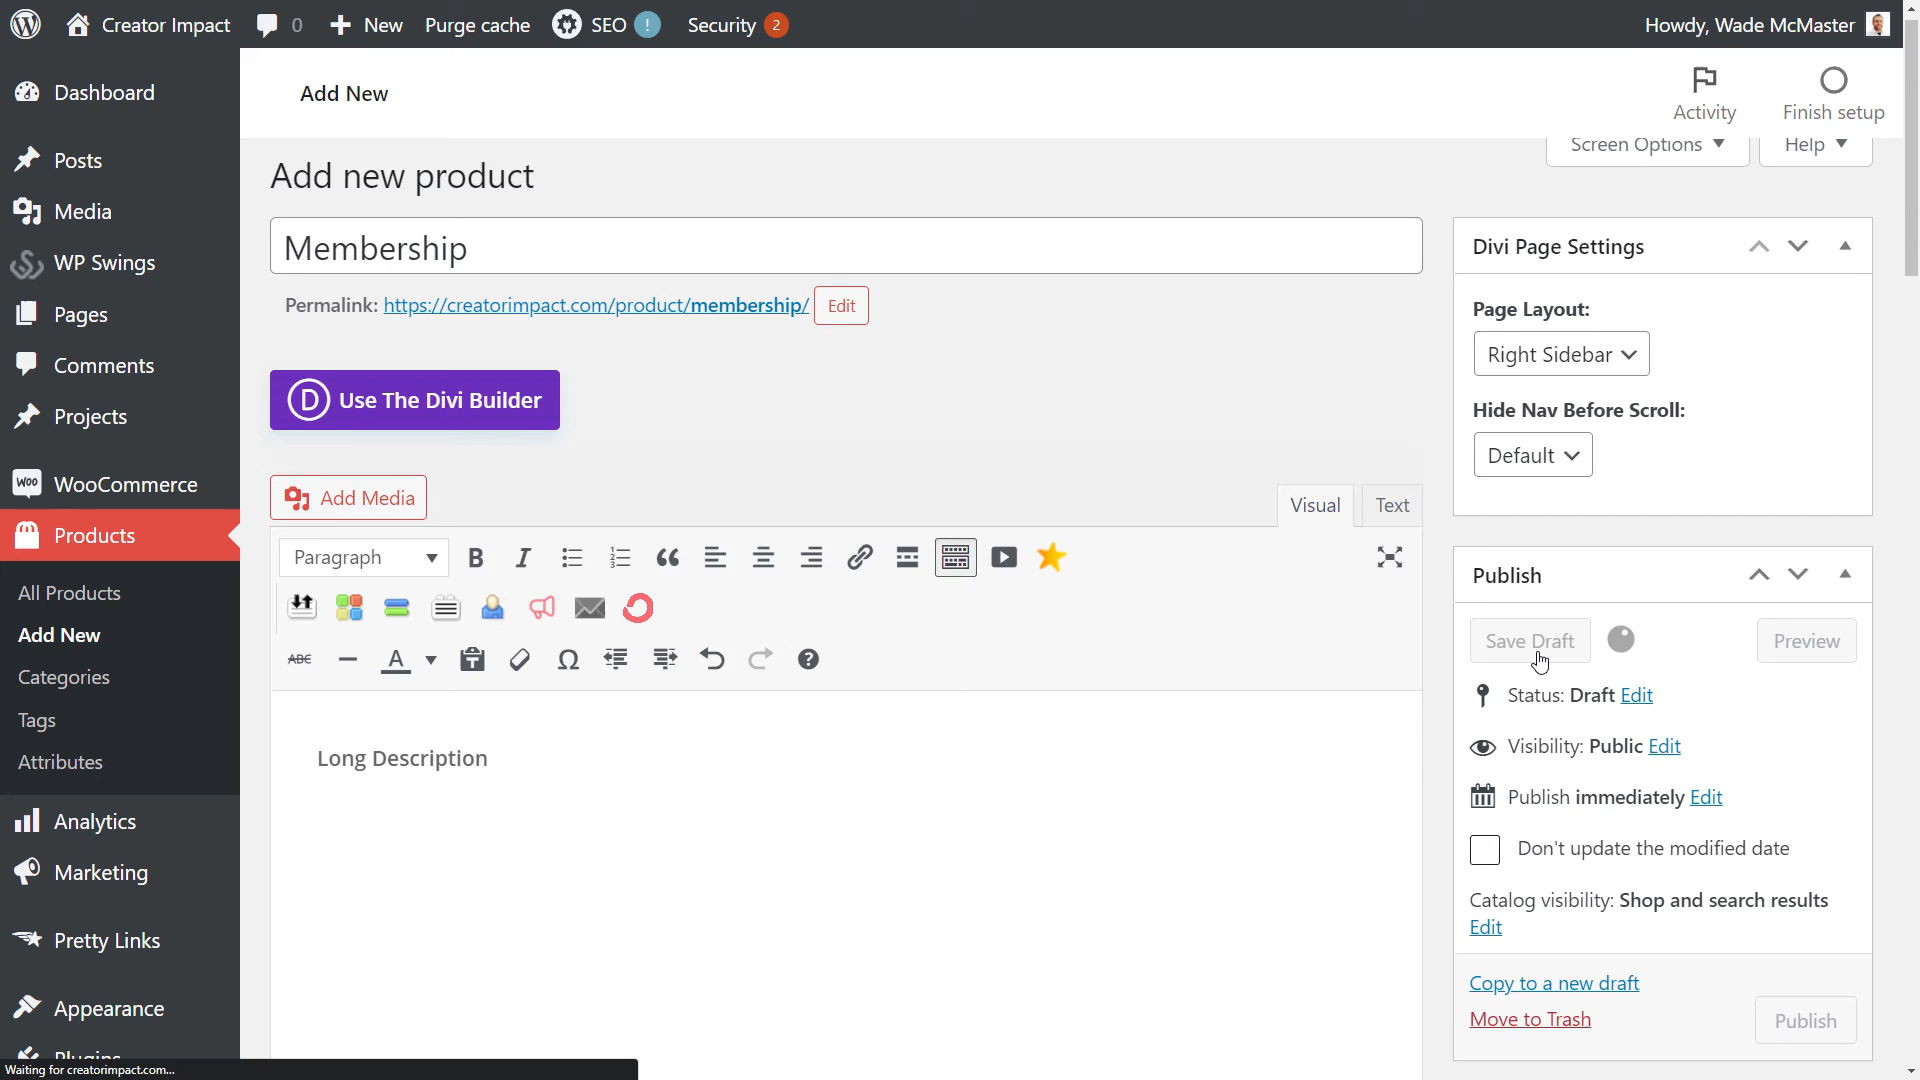 Creator Impact
0
New
Purge cache
SEO
!
Security
2
Howdy, Wade McMaster
Dashboard
Posts
Media
WP Swings
Pages
Comments
Projects
WOO
WooCommerce
Products
All Products
Add New
Categories
Tags
Attributes
Analytics
Marketing
Pretty Links
Appearance
Plugins
Waiting for creatorimpact.com...
Add New
Activity
Finish setup
Screen Options
Help
Add new product
Membership
Permalink: https://creatorimpact.com/product/membership/
Edit
D
Use The Divi Builder
Add Media
Visual
Text
Paragraph
B
I
ABC
A
Ω
Long Description
Divi Page Settings
Page Layout:
Right Sidebar
Hide Nav Before Scroll:
Default
Publish
Save Draft
Preview
Status: Draft Edit
Visibility: Public Edit
Publish immediately Edit
Don't update the modified date
Catalog visibility: Shop and search results
Edit
Copy to a new draft
Move to Trash
Publish